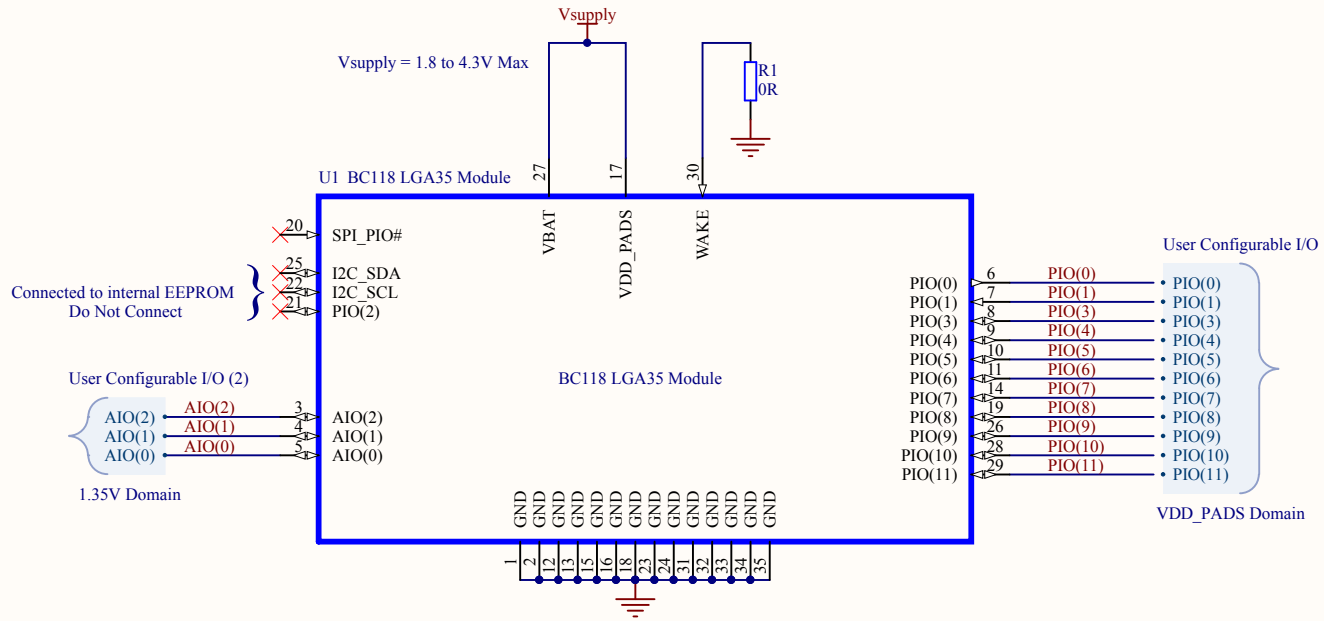 Vsupply
Vsupply = 1.8 to 4.3V Max
R1
0R
27
17
30
U1 BC118 LGA35 Module
VBAT
VDD_PADS
WAKE
20
SPI_PIO#
25
I2C_SDA
22
I2C_SCL
21
PIO(2)
Connected to internal EEPROM
Do Not Connect
User Configurable I/O (2)
AIO(2) AIO(2) 3 AIO(2)
AIO(1) AIO(1) 4 AIO(1)
AIO(0) AIO(0) 5 AIO(0)
1.35V Domain
BC118 LGA35 Module
User Configurable I/O
PIO(0) 6 PIO(0) PIO(0)
PIO(1) 7 PIO(1) PIO(1)
PIO(3) 8 PIO(3) PIO(3)
PIO(4) 9 PIO(4) PIO(4)
PIO(5) 10 PIO(5) PIO(5)
PIO(6) 11 PIO(6) PIO(6)
PIO(7) 14 PIO(7) PIO(7)
PIO(8) 19 PIO(8) PIO(8)
PIO(9) 26 PIO(9) PIO(9)
PIO(10) 28 PIO(10) PIO(10)
PIO(11) 29 PIO(11) PIO(11)
VDD_PADS Domain
GND GND GND GND GND GND GND GND GND GND GND GND GND GND
1 2 12 13 15 16 18 23 24 31 32 33 34 35